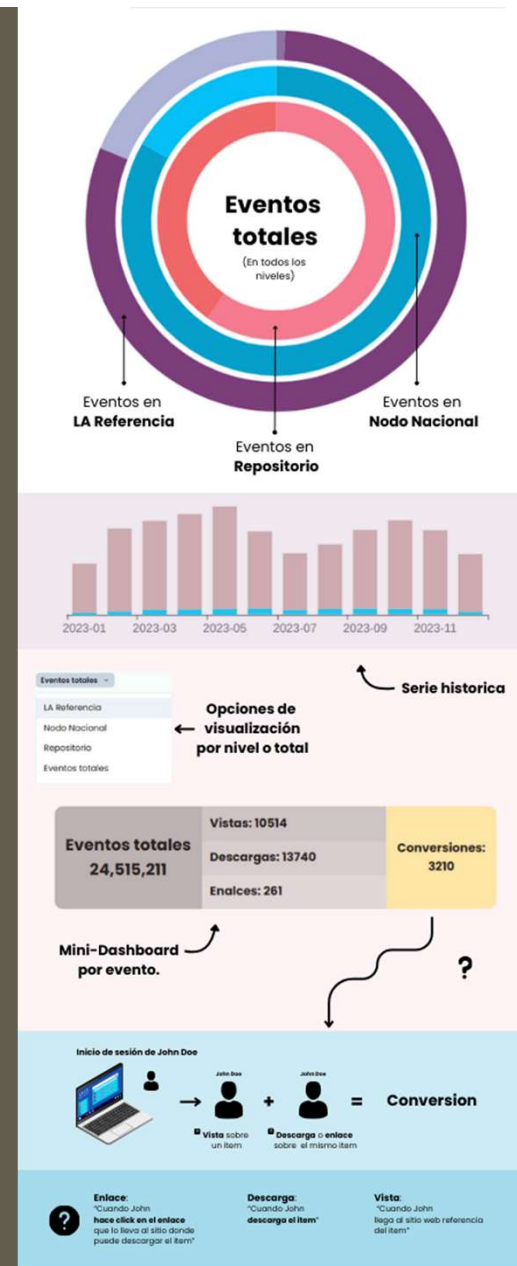 Eventos
totales
(En todos los
niveles)
Eventos en
LA Referencia
Eventos en
Nodo Nacional
Eventos en
Repositorio
2023-01 2023-03 2023-05 2023-07 2023-09 2023-11
Serie historica
Eventos totales
LA Referencia
Nodo Nacional
Repositorio
Eventos totales
Opciones de
visualización
por nivel o total
Eventos totales
24,515,211
Vistas: 10514
Descargas: 13740
Enalces: 261
Conversiones:
3210
Mini-Dashboard
por evento.
?
Inicio de sesión de John Doe
John Doe
John Doe
+
=
Conversion
Vista sobre
un item
Descarga o enlace
sobre el mismo item
?
Enlace:
"Cuando John
hace click en el enlace
que lo lleva al sitio donde
puede descargar el item"
Descarga:
"Cuando John
descarga el item"
Vista:
"Cuando John
llega al sitio web referencia
del item"